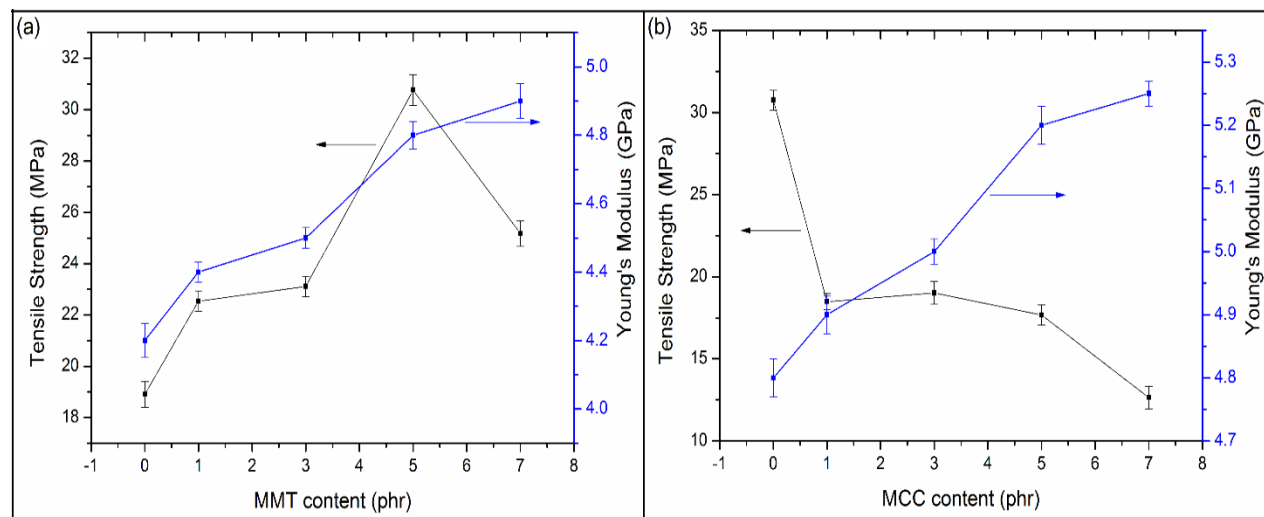 (a)
Tensile Strength (MPa)
32
30
28
26
24
22
20
18
-1 0 1 2 3 4 5 6 7 8
MMT content (phr)
5.0
4.8
4.6
4.4
4.2
4.0
Young's Modulus (GPa)
(b)
Tensile Strength (MPa)
35
30
25
20
15
10
-1 0 1 2 3 4 5 6 7 8
MCC content (phr)
5.3
5.2
5.1
5.0
4.9
4.8
4.7
Young's Modulus (GPa)